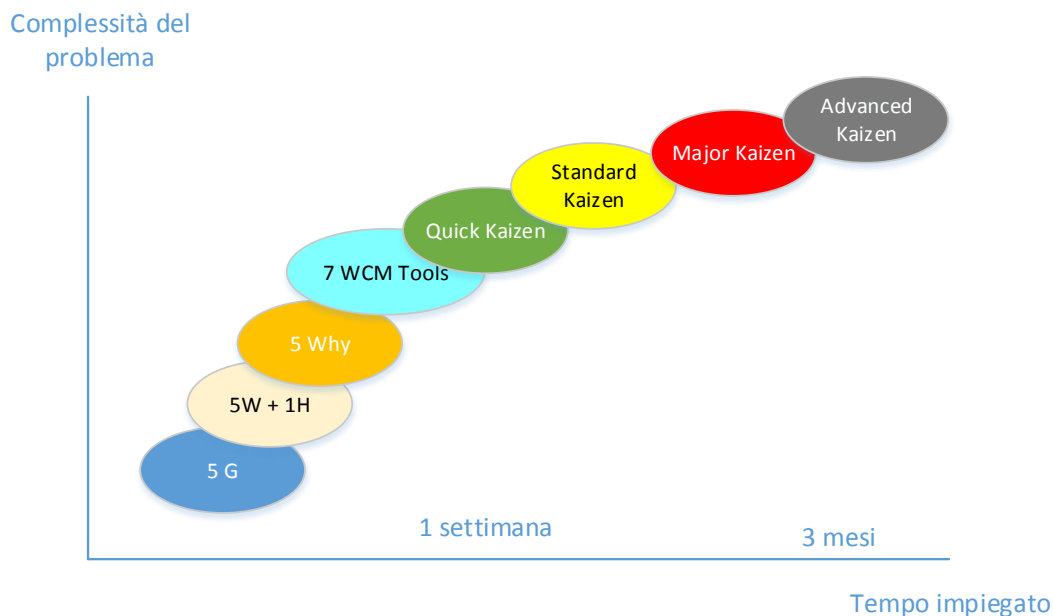 Complessità del
problema
Advanced
Kaizen
Major Kaizen
Standard
Kaizen
Quick Kaizen
7 WCM Tools
5 Why
5W + 1H
5 G
1 settimana
3 mesi
Tempo impiegato